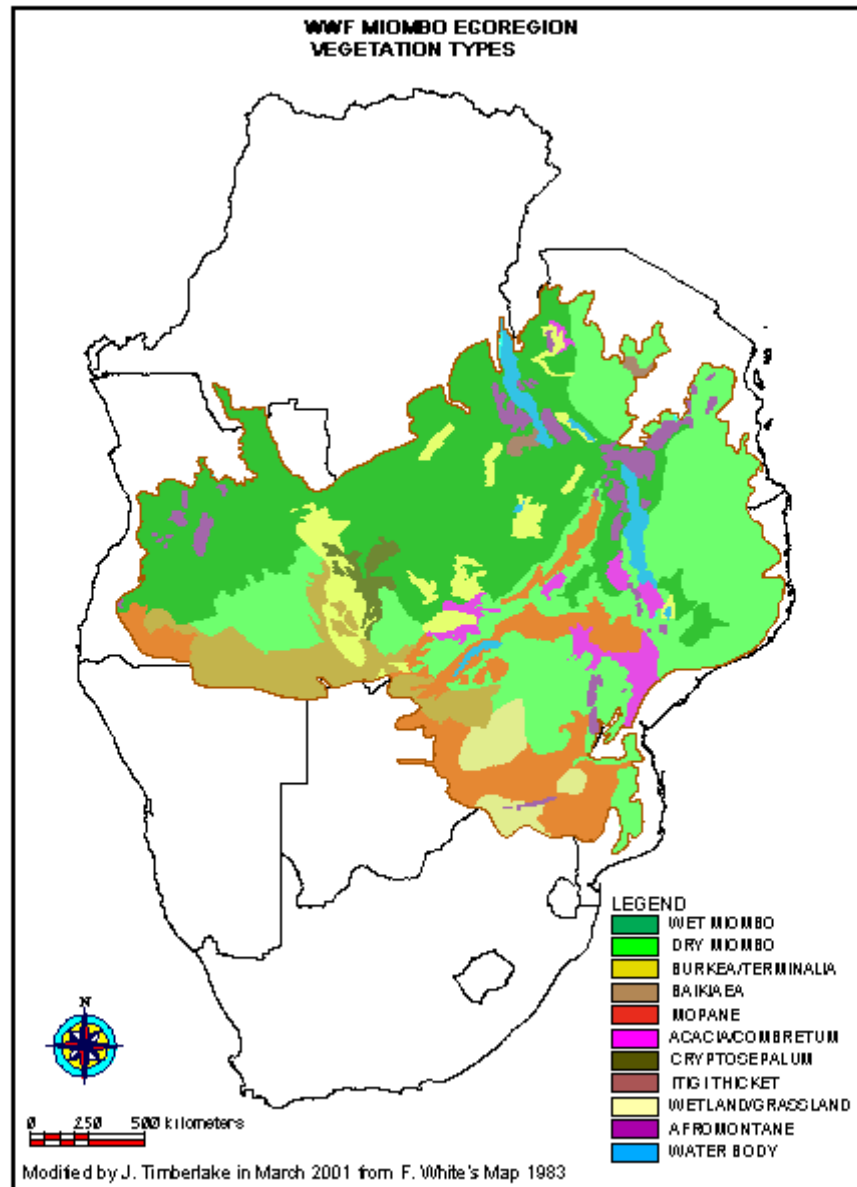 WWF MIOMBO ECOREGION
VEGETATION TYPES
LEGEND
WET MIOMBO
DRY MIOMBO
BURKEA/TERMINALIA
BAIKIAEA
MOPANE
ACACIA/COMBRETUM
CRYPTOSEPALUM
ITIGI THICKET
WETLAND/GRASSLAND
AFROMONTANE
WATER BODY
N
0 250 500 kilometers
Modified by J. Timberlake in March 2001 from F. White's Map 1983